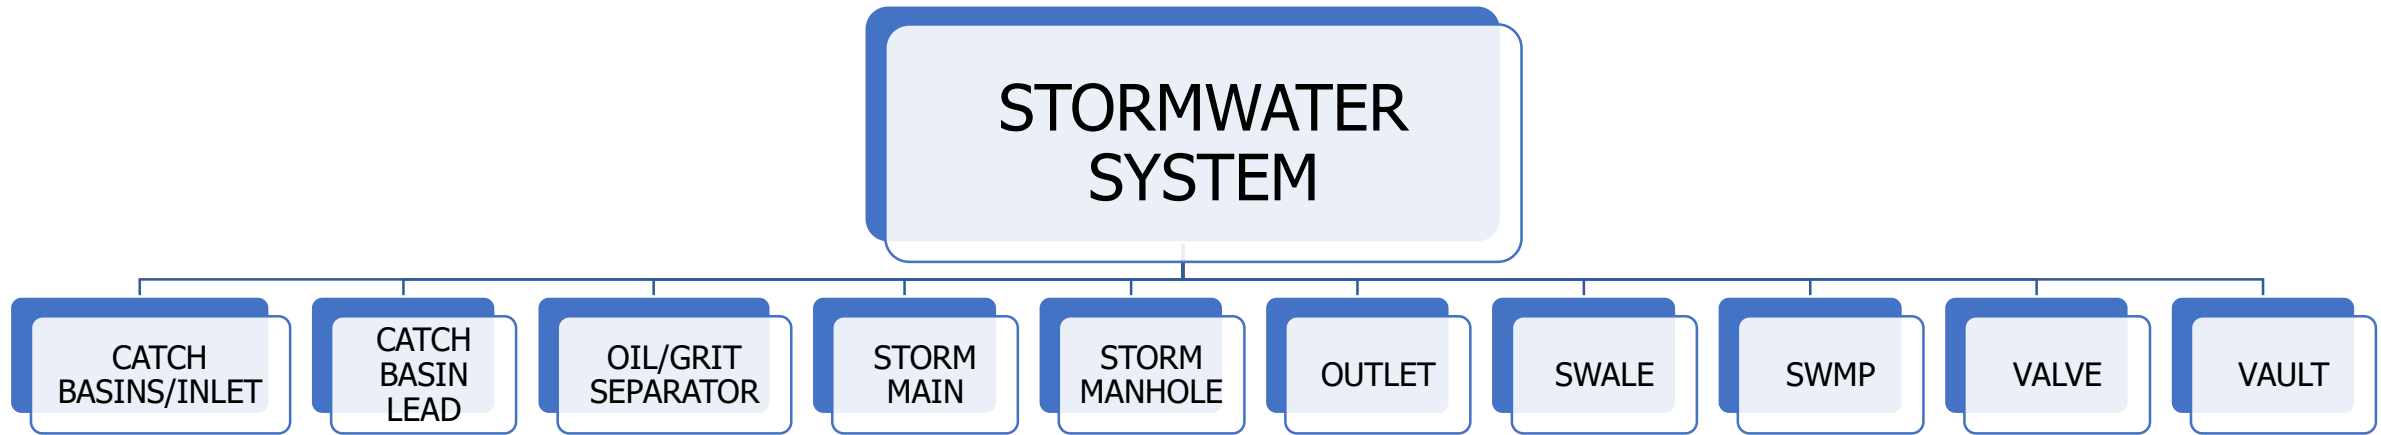 STORMWATER
SYSTEM
CATCH
BASINS/INLET
CATCH
BASIN
LEAD
OIL/GRIT
SEPARATOR
STORM
MAIN
STORM
MANHOLE
OUTLET
SWALE
SWMP
VALVE
VAULT